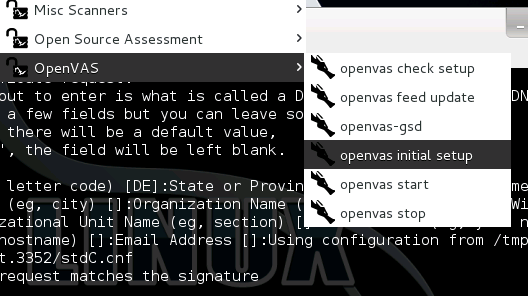 Misc Scanners
Open Source Assessment
OpenVAS
openvas check setup
openvas feed update
openvas-gsd
openvas initial setup
openvas start
openvas stop
out to enter is what is called a D DN
a few fields but you can leave so
there will be a default value,
', the field will be left blank.
letter code) [DE]:State or Provin
(eg, city) []:Organization Name ( Wi
zational Unit Name (eg, section) [
hostname) []:Email Address []:Using configuration from /tmp
t.3352/stdC.cnf
request matches the signature
LINUX